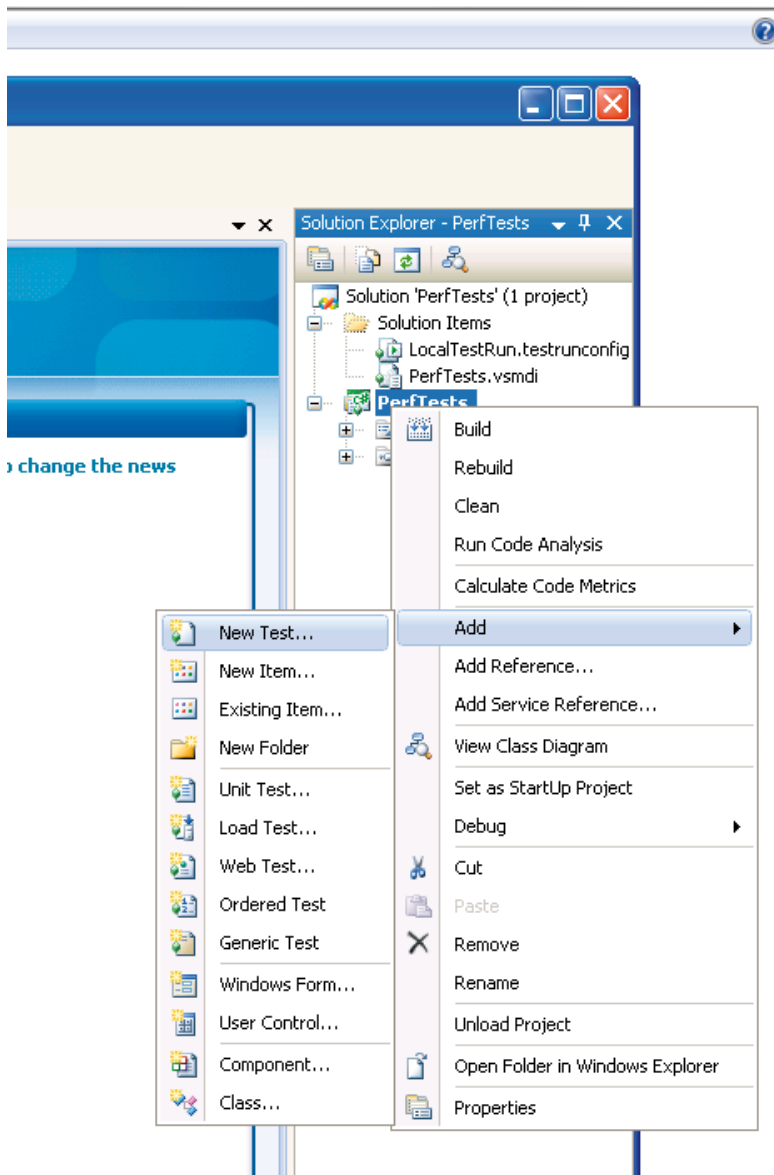 Solution Explorer - PerfTests
Solution 'PerfTests' (1 project)
Solution Items
LocalTestRun.testrunconfig
PerfTests.vsmdi
PerfTests
change the news
Build
Rebuild
Clean
Run Code Analysis
Calculate Code Metrics
Add
Add Reference...
Add Service Reference...
View Class Diagram
Set as StartUp Project
Debug
Cut
Paste
Remove
Rename
Unload Project
Open Folder in Windows Explorer
Properties
New Test...
New Item...
Existing Item...
New Folder
Unit Test...
Load Test...
Web Test...
Ordered Test
Generic Test
Windows Form...
User Control...
Component...
Class...